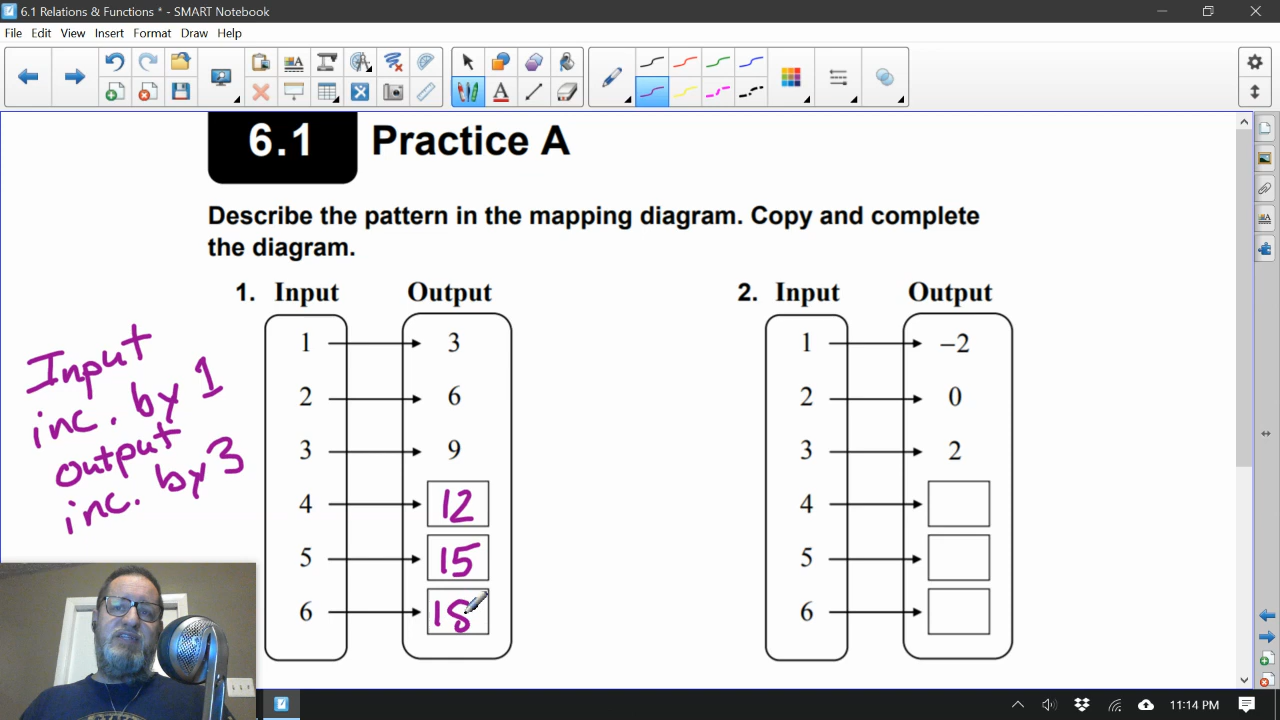 6.1 Relations & Functions * - SMART Notebook
File Edit View Insert Format Draw Help
6.1 Practice A
Describe the pattern in the mapping diagram. Copy and complete
the diagram.
1. Input Output
1 3
2 6
3 9
4 12
5 15
6 18
Input
inc. by 1
output
inc. by 3
2. Input Output
1 −2
2 0
3 2
4
5
6
11:14 PM